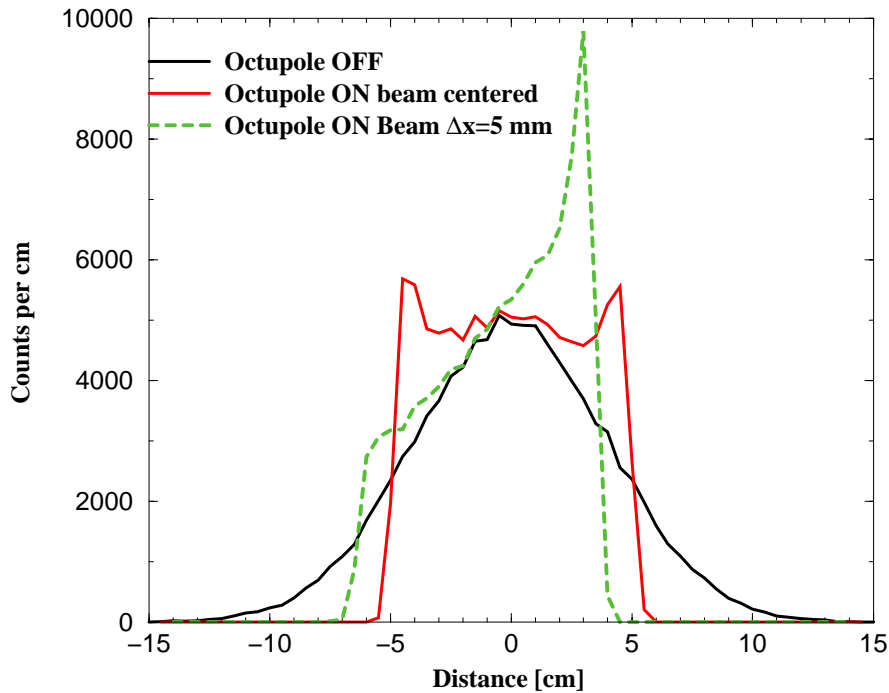 10000
8000
6000
4000
2000
0
Counts per cm
Octupole OFF
Octupole ON beam centered
Octupole ON Beam Δx=5 mm
−15 −10 −5 0 5 10 15
Distance [cm]